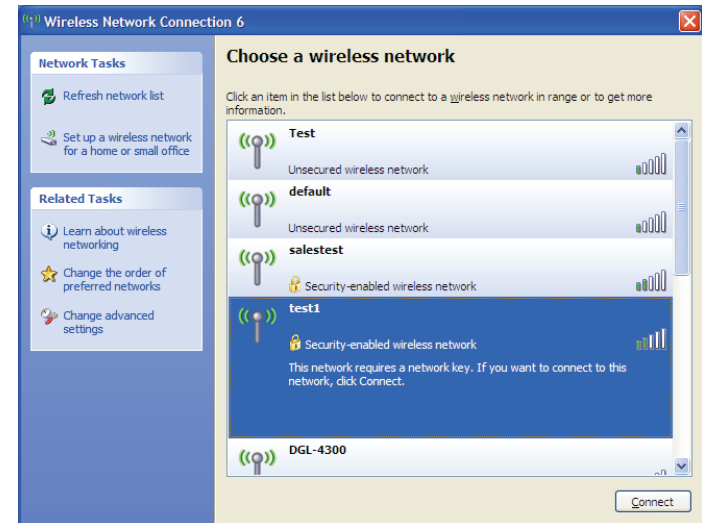 Wireless Network Connection 6
Network Tasks
Refresh network list
Set up a wireless network
for a home or small office
Related Tasks
Learn about wireless
networking
Change the order of
preferred networks
Change advanced
settings
Choose a wireless network
Click an item in the list below to connect to a wireless network in range or to get more
information.
Test
Unsecured wireless network
default
Unsecured wireless network
salestest
Security-enabled wireless network
test1
Security-enabled wireless network
This network requires a network key. If you want to connect to this
network, click Connect.
DGL-4300
Connect